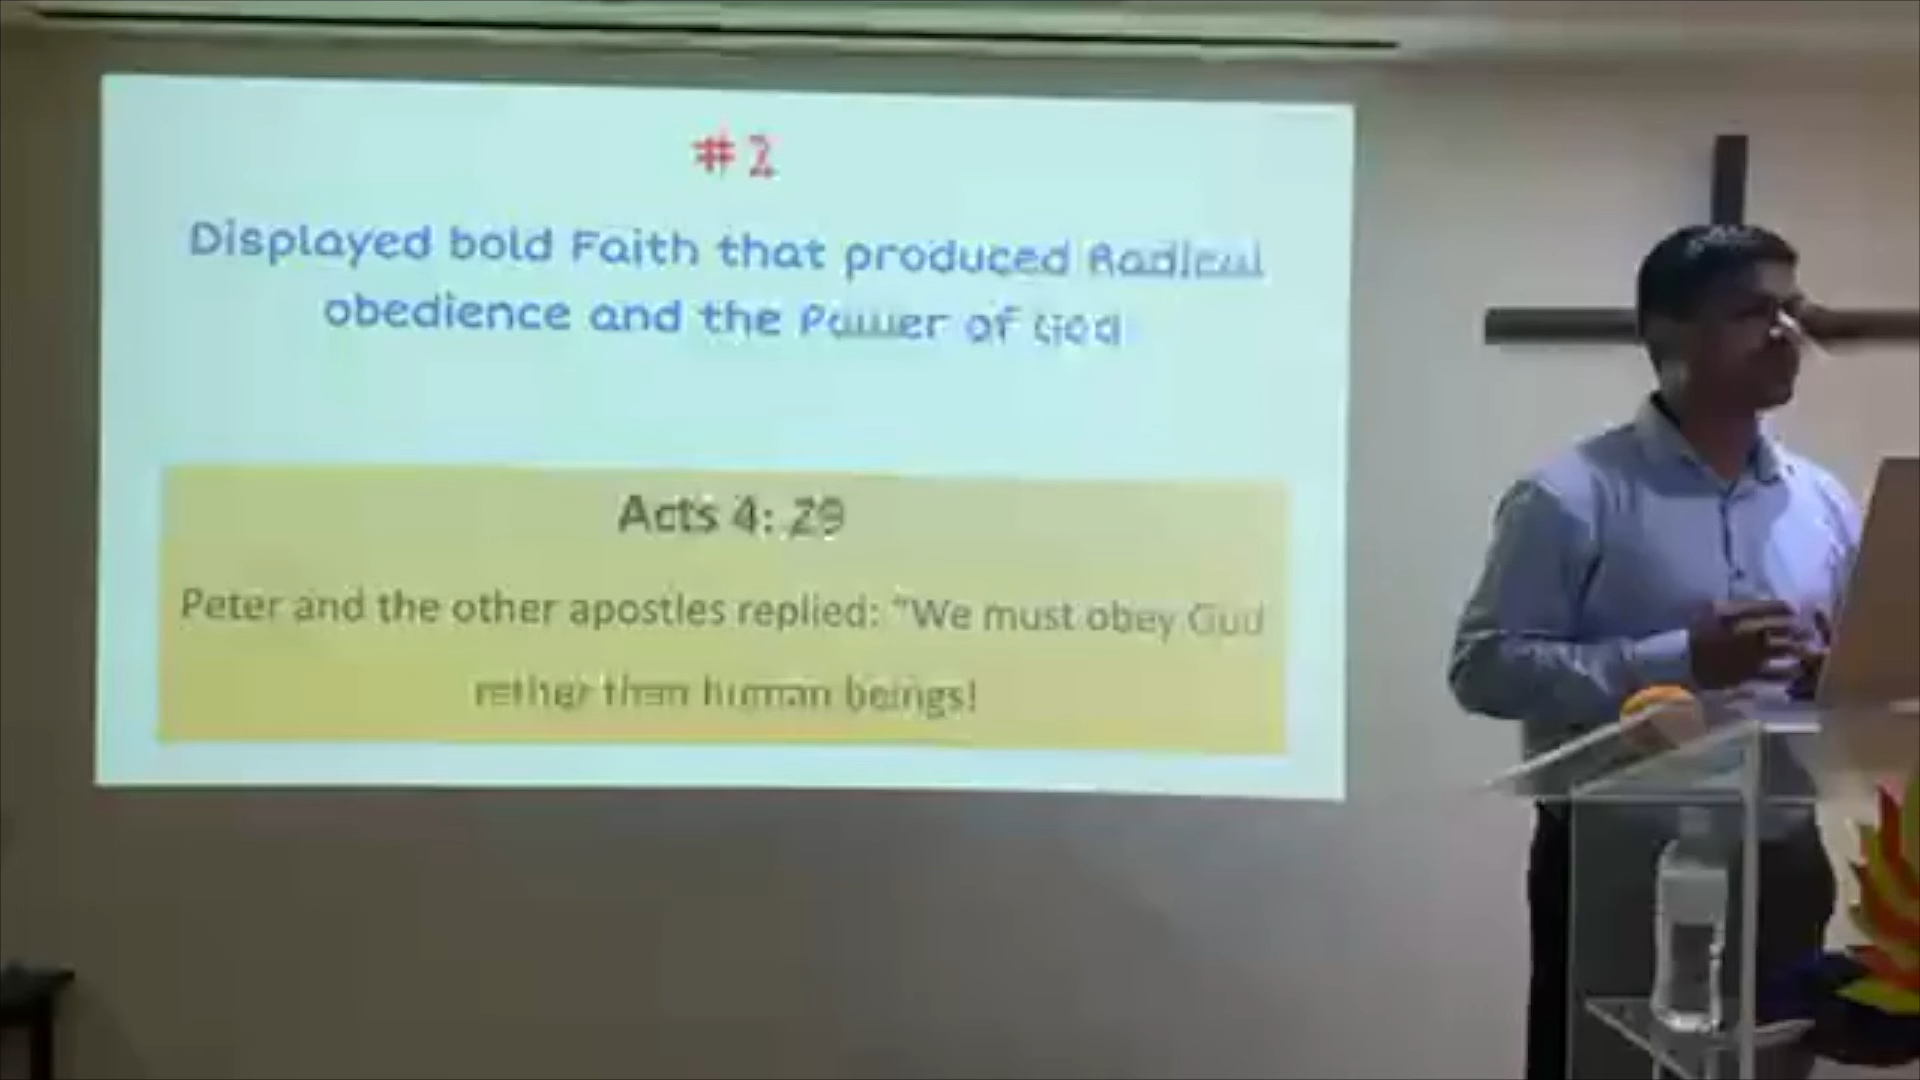 #2
Displayed bold Faith that produced Radical
obedience and the Power of God
Acts 4: 29
Peter and the other apostles replied: "We must obey God
rather than human beings!